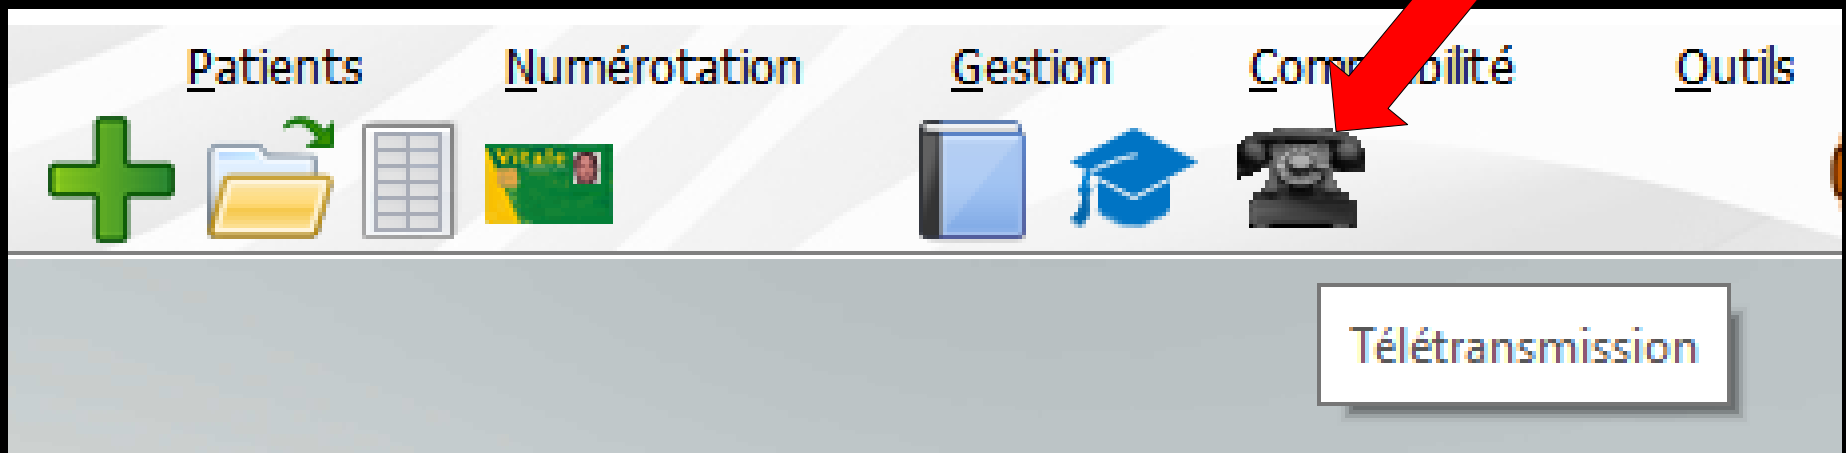 Patients Numérotation Gestion Outils
Vitale
Télétransmission